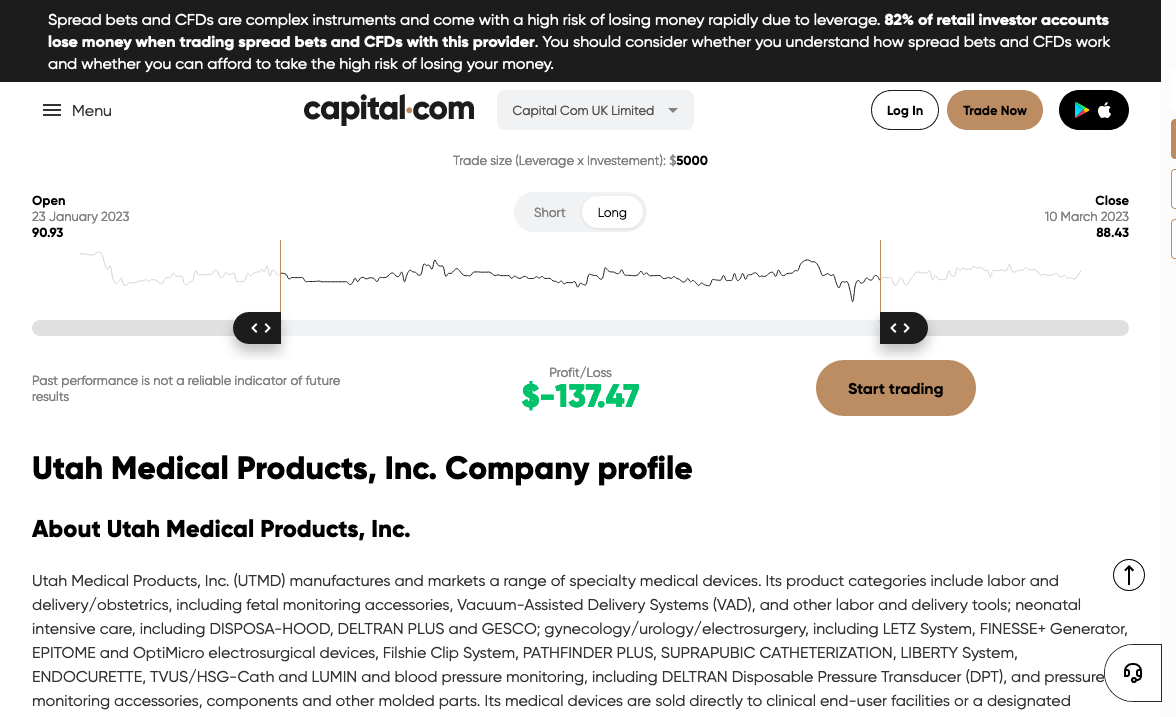 Spread bets and CFDs are complex instruments and come with a high risk of losing money rapidly due to leverage. 82% of retail investor accounts
lose money when trading spread bets and CFDs with this provider. You should consider whether you understand how spread bets and CFDs work
and whether you can afford to take the high risk of losing your money.
Menu
capital.com
Capital Com UK Limited
Log In
Trade Now
Trade size (Leverage x Investement): $5000
Open
23 January 2023
90.93
Short
Long
Close
10 March 2023
88.43
Past performance is not a reliable indicator of future
results
Profit/Loss
$-137.47
Start trading
Utah Medical Products, Inc. Company profile
About Utah Medical Products, Inc.
Utah Medical Products, Inc. (UTMD) manufactures and markets a range of specialty medical devices. Its product categories include labor and
delivery/obstetrics, including fetal monitoring accessories, Vacuum-Assisted Delivery Systems (VAD), and other labor and delivery tools; neonatal
intensive care, including DISPOSA-HOOD, DELTRAN PLUS and GESCO; gynecology/urology/electrosurgery, including LETZ System, FINESSE+ Generator,
EPITOME and OptiMicro electrosurgical devices, Filshie Clip System, PATHFINDER PLUS, SUPRAPUBIC CATHETERIZATION, LIBERTY System,
ENDOCURETTE, TVUS/HSG-Cath and LUMIN and blood pressure monitoring, including DELTRAN Disposable Pressure Transducer (DPT), and pressure
monitoring accessories, components and other molded parts. Its medical devices are sold directly to clinical end-user facilities or a designated